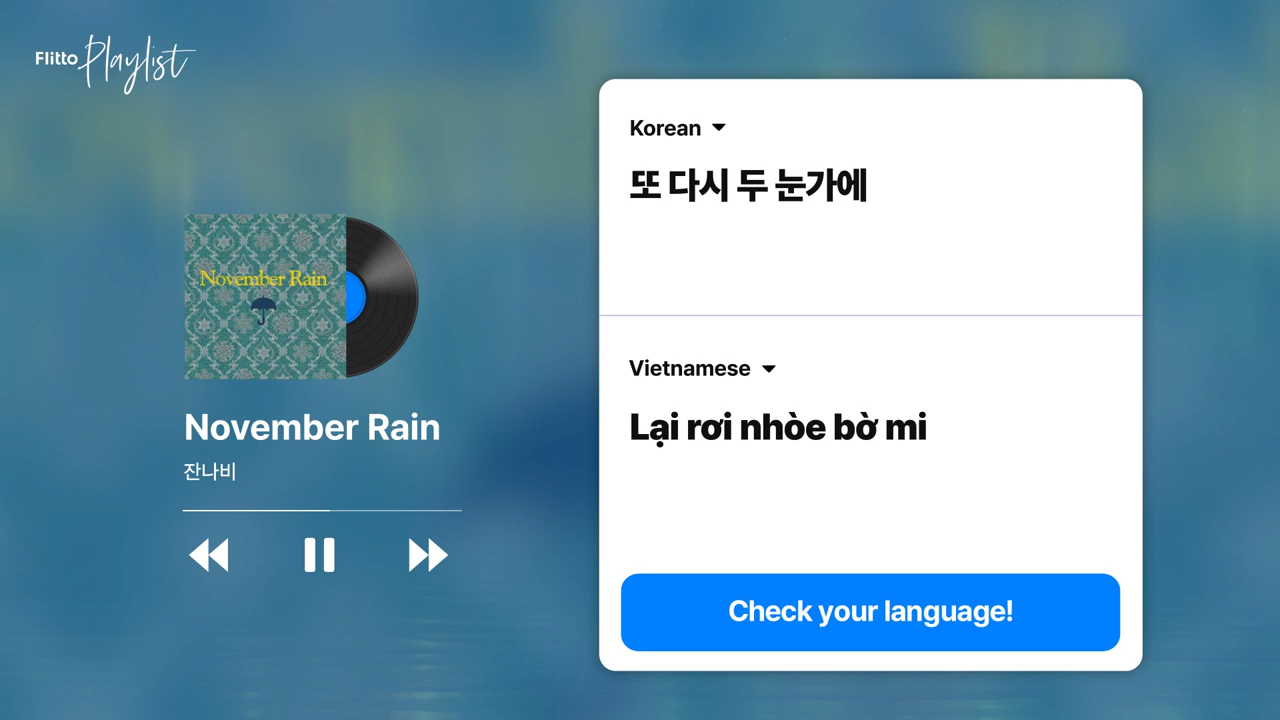 Flitto Playlist
November Rain
November Rain
잔나비
Korean
또 다시 두 눈가에
Vietnamese
Lại rơi nhòe bờ mi
Check your language!